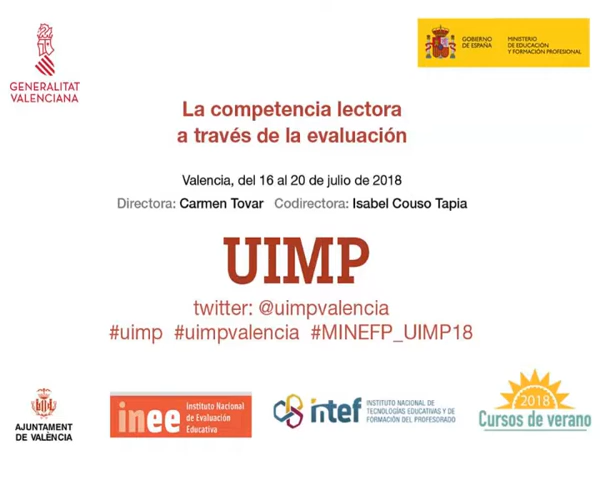 GENERALITAT
VALENCIANA
GOBIERNO
DE ESPAÑA
MINISTERIO
DE EDUCACIÓN
Y FORMACIÓN PROFESIONAL
La competencia lectora
a través de la evaluación
Valencia, del 16 al 20 de julio de 2018
Directora: Carmen Tovar Codirectora: Isabel Couso Tapia
UIMP
twitter: @uimpvalencia
#uimp #uimpvalencia #MINEFP_UIMP18
AJUNTAMENT
DE VALÈNCIA
inee
Instituto Nacional
de Evaluación
Educativa
intef
INSTITUTO NACIONAL DE
TECNOLOGÍAS EDUCATIVAS Y DE
FORMACIÓN DEL PROFESORADO
2018
Cursos de verano